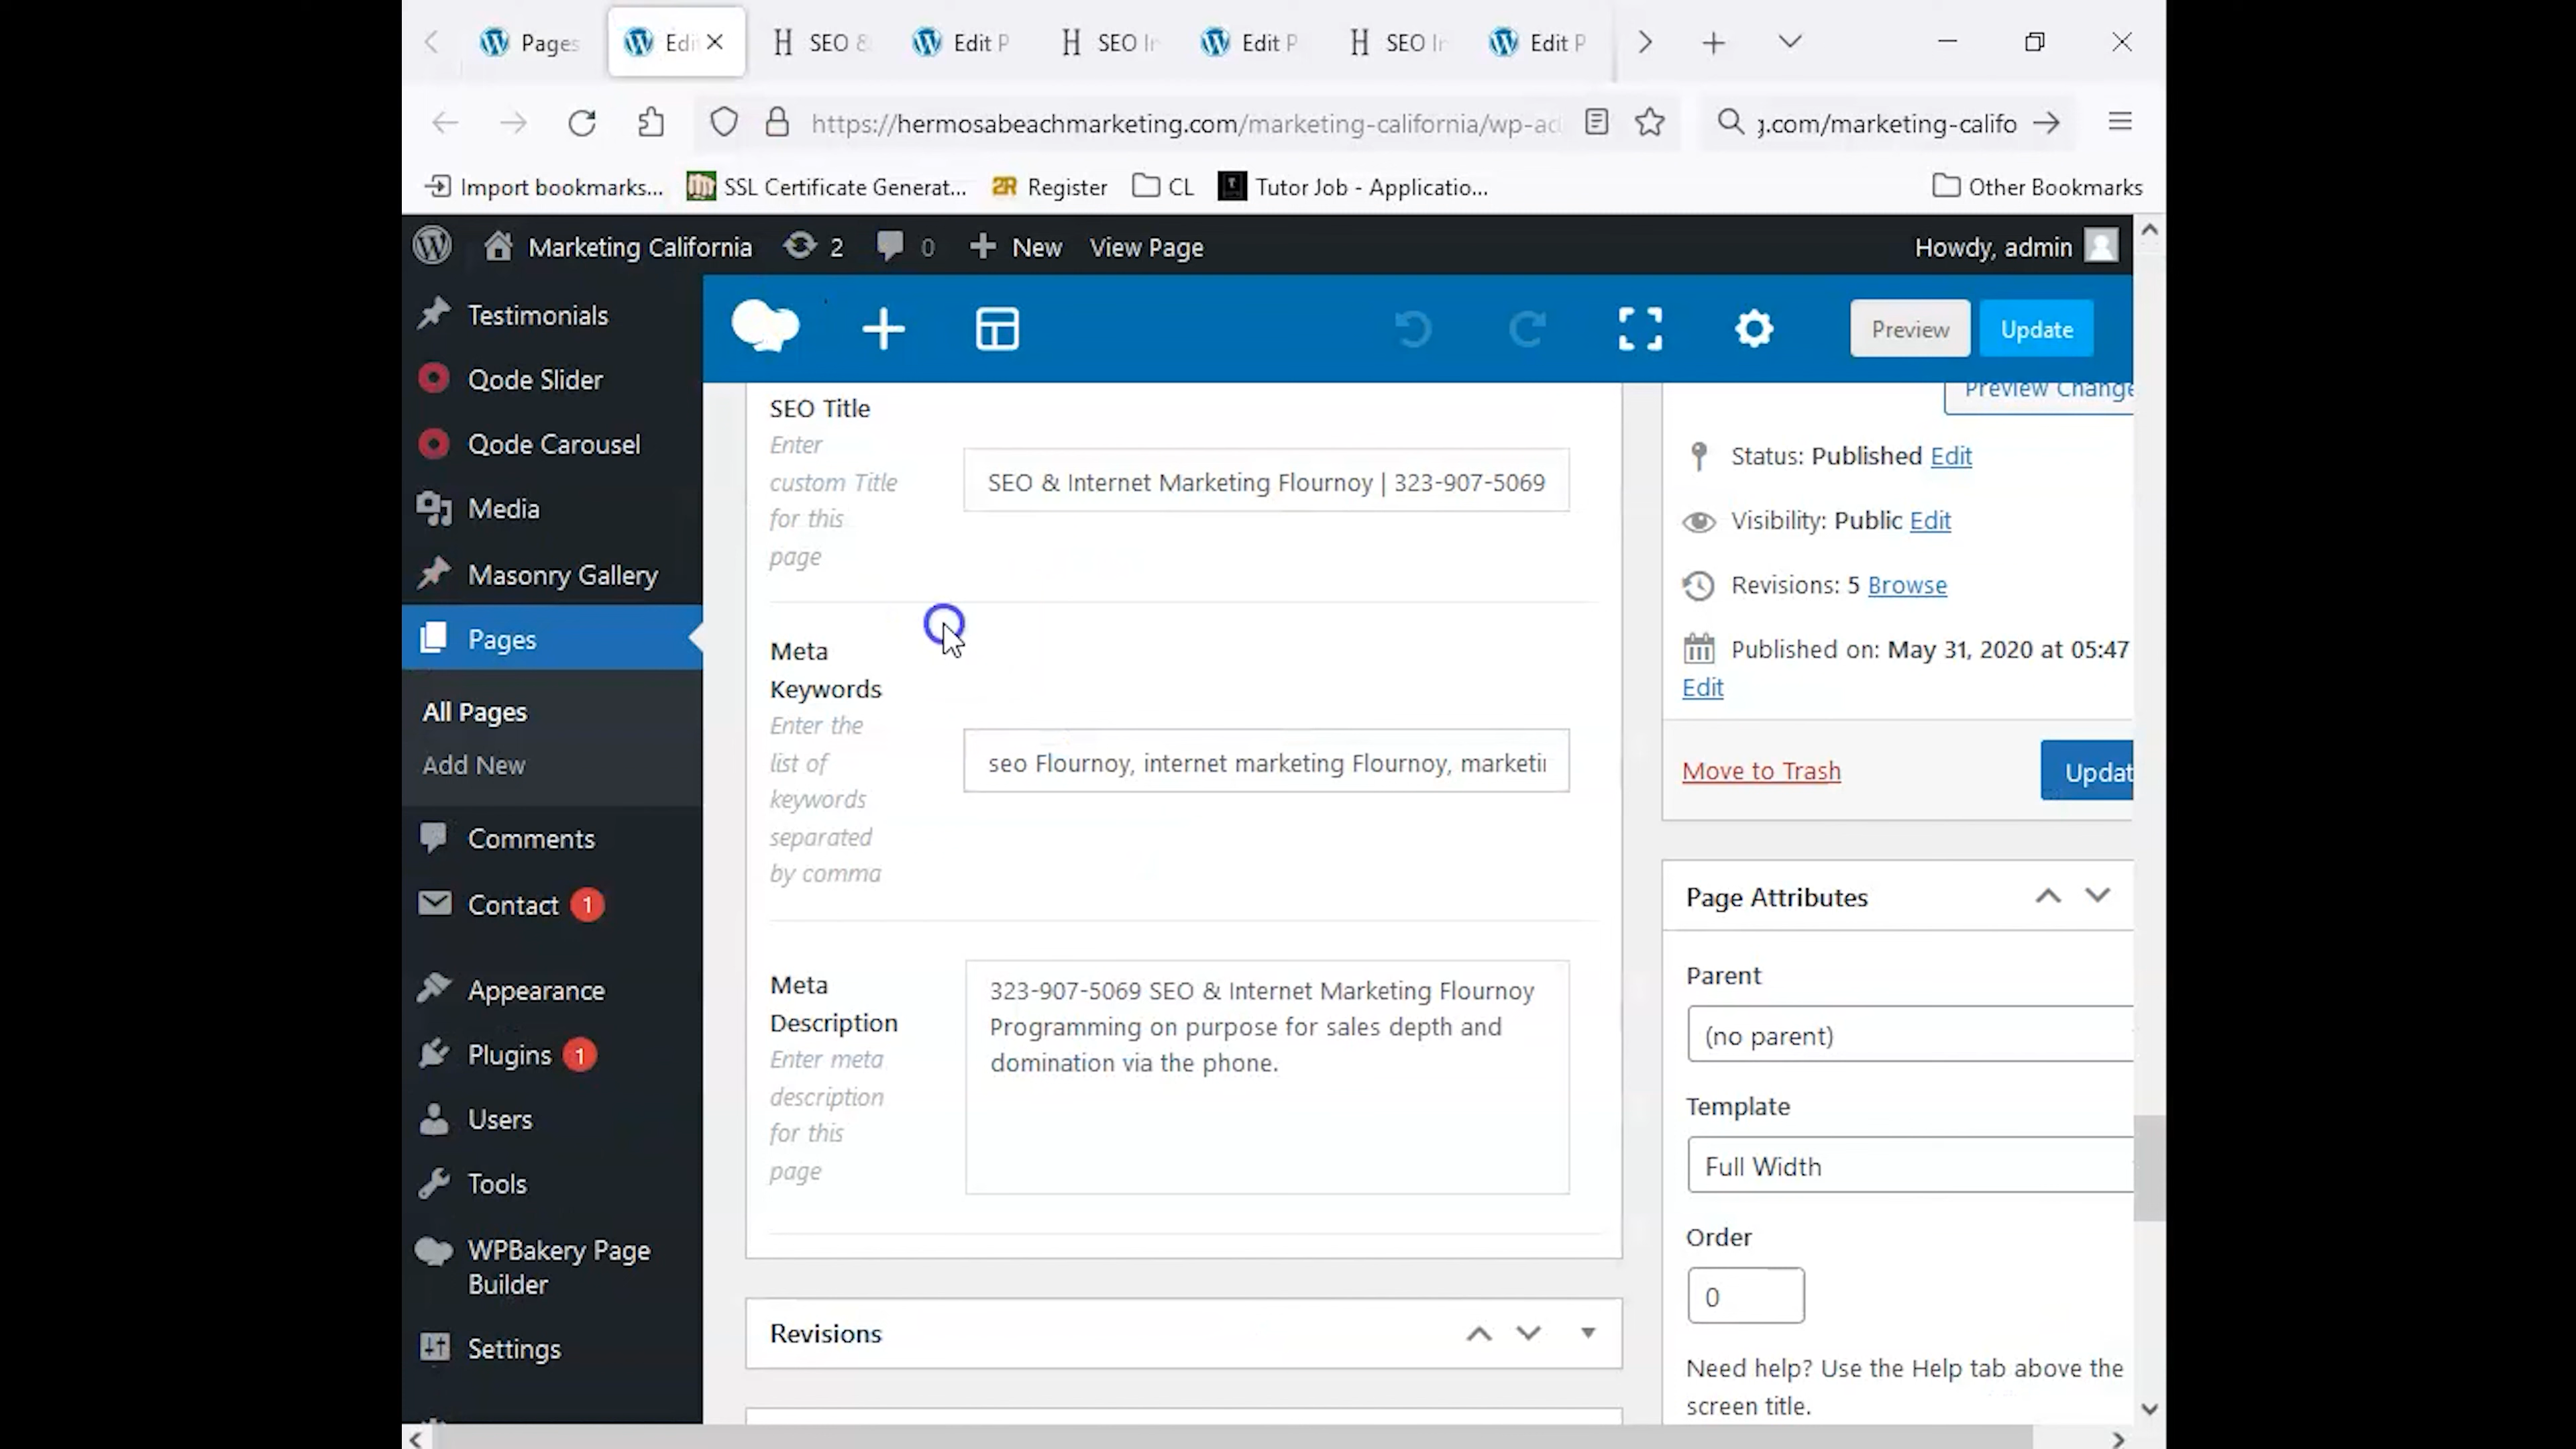 Pages
Edi
SEO &
Edit P
SEO In
Edit P
SEO In
Edit P
https://hermosabeachmarketing.com/marketing-california/wp-ad
g.com/marketing-califo
Import bookmarks...
SSL Certificate Generat...
2R Register
CL
Tutor Job - Applicatio...
Other Bookmarks
Marketing California
2
0
New
View Page
Howdy, admin
Testimonials
Qode Slider
Qode Carousel
Media
Masonry Gallery
Pages
All Pages
Add New
Comments
Contact 1
Appearance
Plugins 1
Users
Tools
WPBakery Page
Builder
Settings
Preview
Update
SEO Title
Enter
custom Title
for this
page
SEO & Internet Marketing Flournoy | 323-907-5069
Meta
Keywords
Enter the
list of
keywords
separated
by comma
seo Flournoy, internet marketing Flournoy, marketin
Meta
Description
Enter meta
description
for this
page
323-907-5069 SEO & Internet Marketing Flournoy
Programming on purpose for sales depth and
domination via the phone.
Revisions
Preview Change
Status: Published Edit
Visibility: Public Edit
Revisions: 5 Browse
Published on: May 31, 2020 at 05:47
Edit
Move to Trash
Updat
Page Attributes
Parent
(no parent)
Template
Full Width
Order
0
Need help? Use the Help tab above the
screen title.